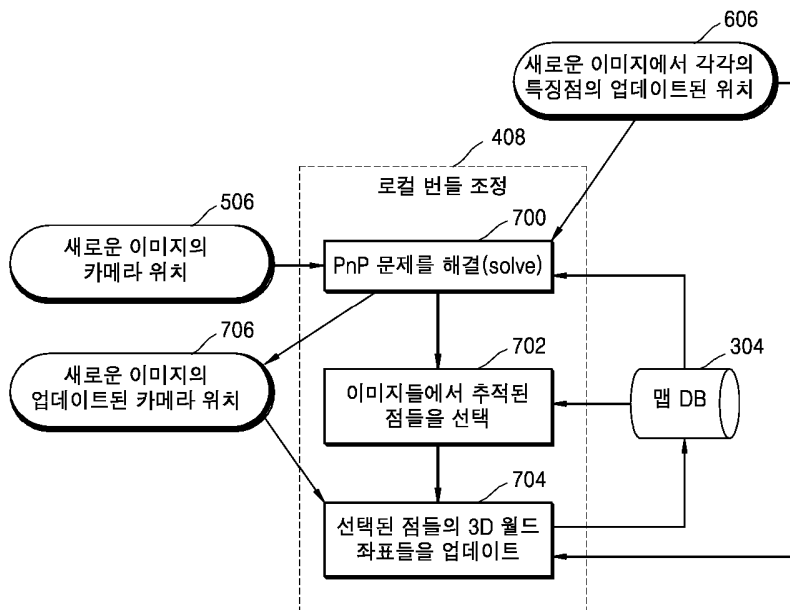 606
새로운 이미지에서 각각의
특징점의 업데이트된 위치
408
로컬 번들 조정
506
새로운 이미지의
카메라 위치
700
PnP 문제를 해결(solve)
706
새로운 이미지의
업데이트된 카메라 위치
702
이미지들에서 추적된
점들을 선택
304
맵 DB
704
선택된 점들의 3D 월드
좌표들을 업데이트